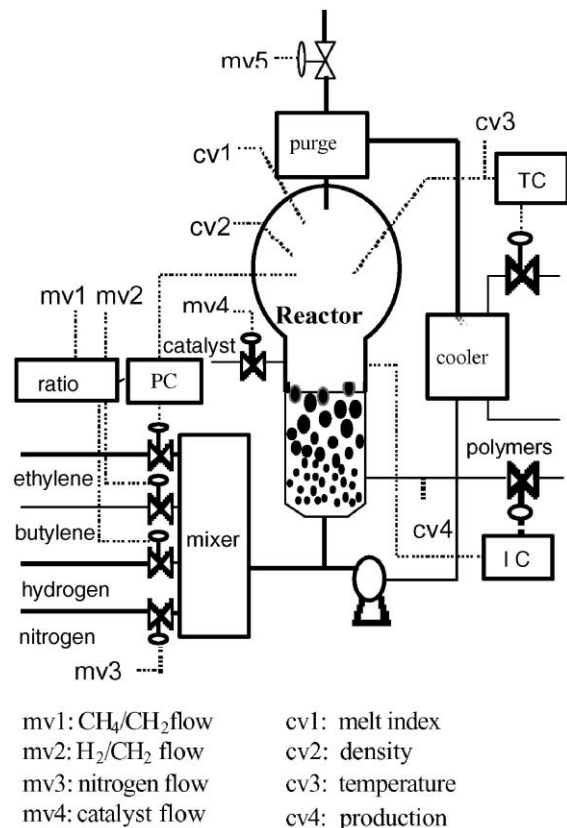 mv5
purge
cv3
cv1
TC
cv2
mv1 mv2
mv4
Reactor
catalyst
cooler
ratio
PC
polymers
ethylene
butylene
mixer
cv4
hydrogen
I C
nitrogen
mv3
mv1: CH₄/CH₂flow cv1: melt index
mv2: H₂/CH₂ flow cv2: density
mv3: nitrogen flow cv3: temperature
mv4: catalyst flow cv4: production